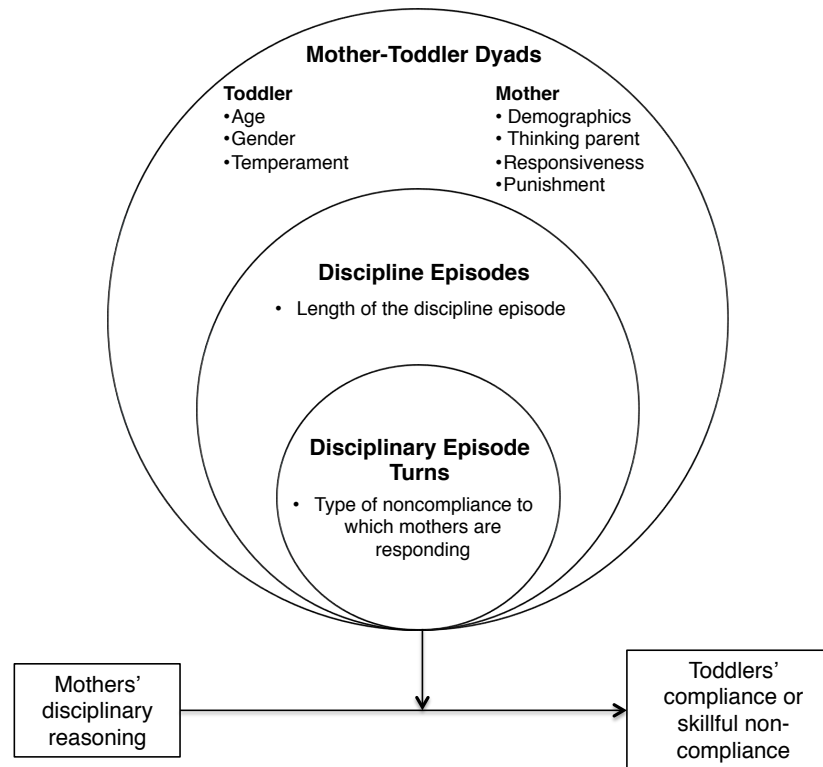 Mother-Toddler Dyads
Toddler
•Age
•Gender
•Temperament
Mother
• Demographics
• Thinking parent
•Responsiveness
•Punishment
Discipline Episodes
• Length of the discipline episode
Disciplinary Episode
Turns
• Type of noncompliance to
which mothers are
responding
Mothers’
disciplinary
reasoning
Toddlers’
compliance or
skillful non-
compliance